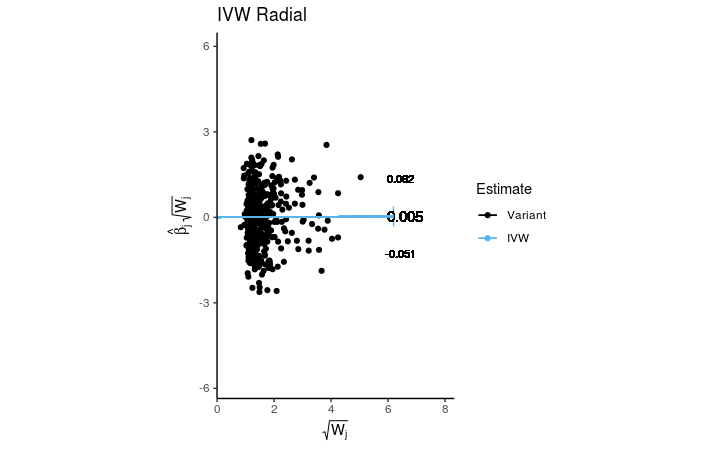 IVW Radial
6
3
0
-3
-6
β̂ⱼ√Wⱼ
0.062
0.005
-0.051
0
2
4
6
8
√Wⱼ
Estimate
Variant
IVW